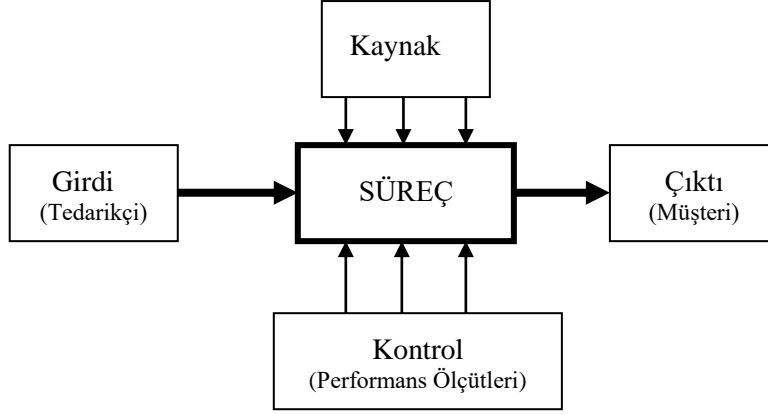 Kaynak
Girdi
(Tedarikçi)
SÜREÇ
Çıktı
(Müşteri)
Kontrol
(Performans Ölçütleri)